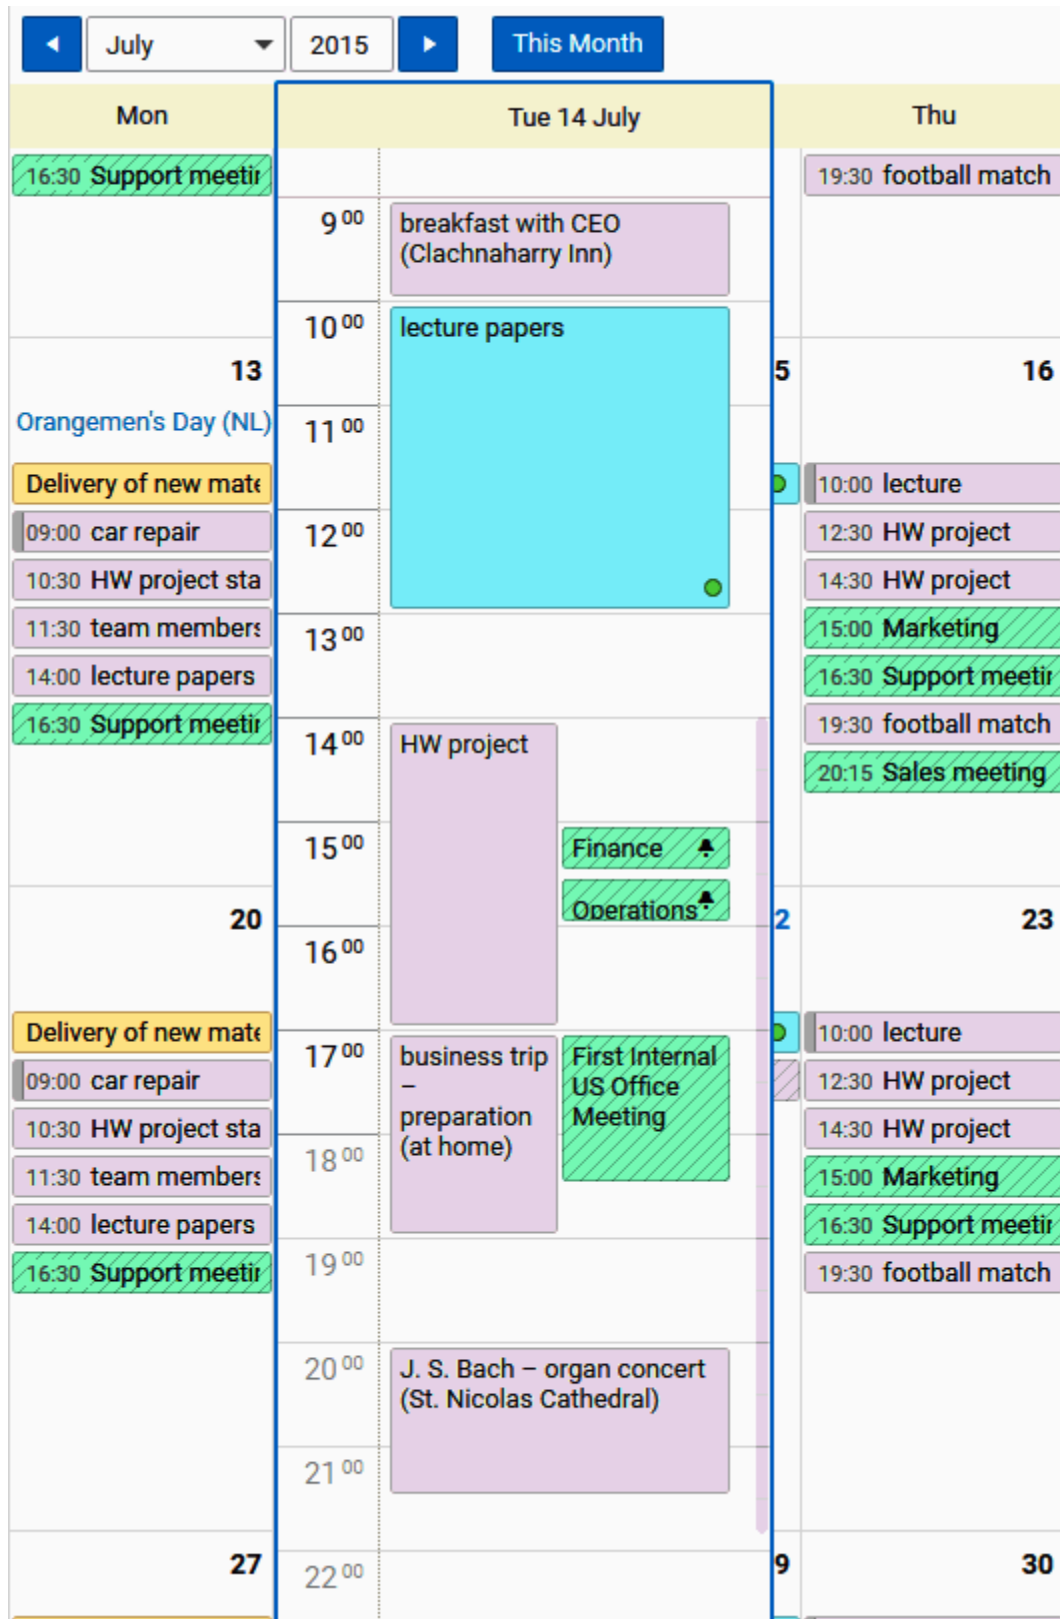 July 2015 This Month
Mon Tue 14 July Thu
16:30 Support meetir
19:30 football match
9 00 breakfast with CEO
(Clachnaharry Inn)
10 00 lecture papers
11 00
12 00
13 00
14 00 HW project
15 00 Finance
Operations
16 00
17 00 business trip
–
preparation
(at home)
First Internal
US Office
Meeting
18 00
19 00
20 00 J. S. Bach – organ concert
(St. Nicolas Cathedral)
21 00
22 00
13
Orangemen's Day (NL)
Delivery of new mate
09:00 car repair
10:30 HW project sta
11:30 team members
14:00 lecture papers
16:30 Support meetir
5
16
10:00 lecture
12:30 HW project
14:30 HW project
15:00 Marketing
16:30 Support meetir
19:30 football match
20:15 Sales meeting
20
Delivery of new mate
09:00 car repair
10:30 HW project sta
11:30 team members
14:00 lecture papers
16:30 Support meetir
2
23
10:00 lecture
12:30 HW project
14:30 HW project
15:00 Marketing
16:30 Support meetir
19:30 football match
27
9
30